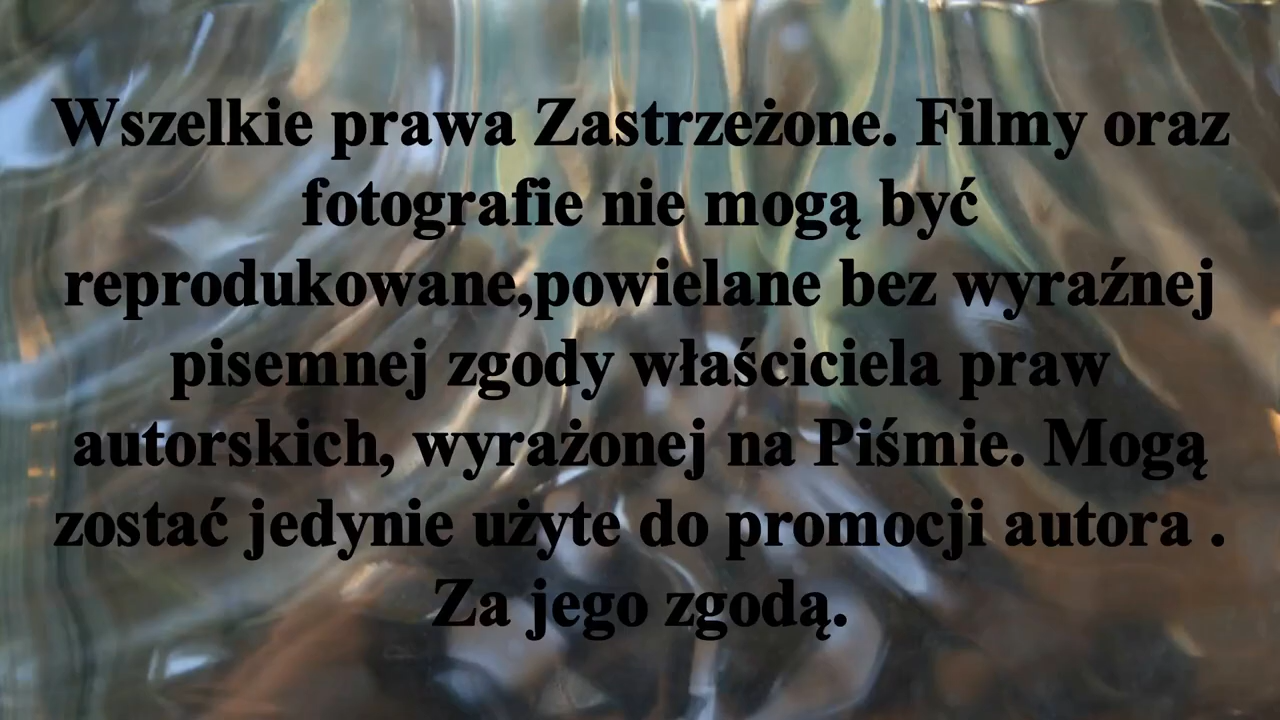 Wszelkie prawa Zastrzeżone. Filmy oraz
fotografie nie mogą być
reprodukowane,powielane bez wyraźnej
pisemnej zgody właściciela praw
autorskich, wyrażonej na Piśmie. Mogą
zostać jedynie użyte do promocji autora .
Za jego zgodą.